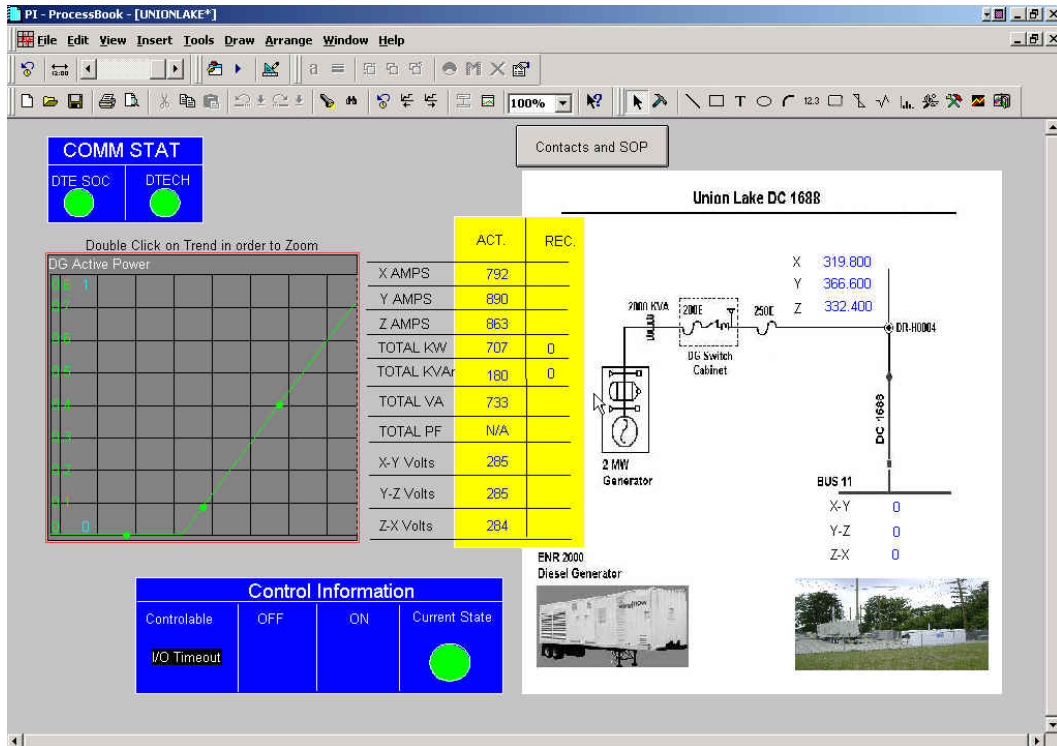 PI - ProcessBook - [UNIONLAKE*]
File Edit View Insert Tools Draw Arrange Window Help
100%
COMM STAT
DTE SOC DTECH
Contacts and SOP
Double Click on Trend in order to Zoom
DG Active Power
1
0.7
0
ACT. REC.
X AMPS 792
Y AMPS 890
Z AMPS 863
TOTAL KW 707 0
TOTAL KVAr 180 0
TOTAL VA 733
TOTAL PF N/A
X-Y Volts 285
Y-Z Volts 285
Z-X Volts 284
Union Lake DC 1688
X 319.800
Y 366.600
Z 332.400
2000 KVA
200E
250E
DR-H0004
DG Switch
Cabinet
DC 1688
2 MW
Generator
BUS 11
X-Y 0
Y-Z 0
Z-X 0
ENR 2000
Diesel Generator
Control Information
Controlable OFF ON Current State
I/O Timeout